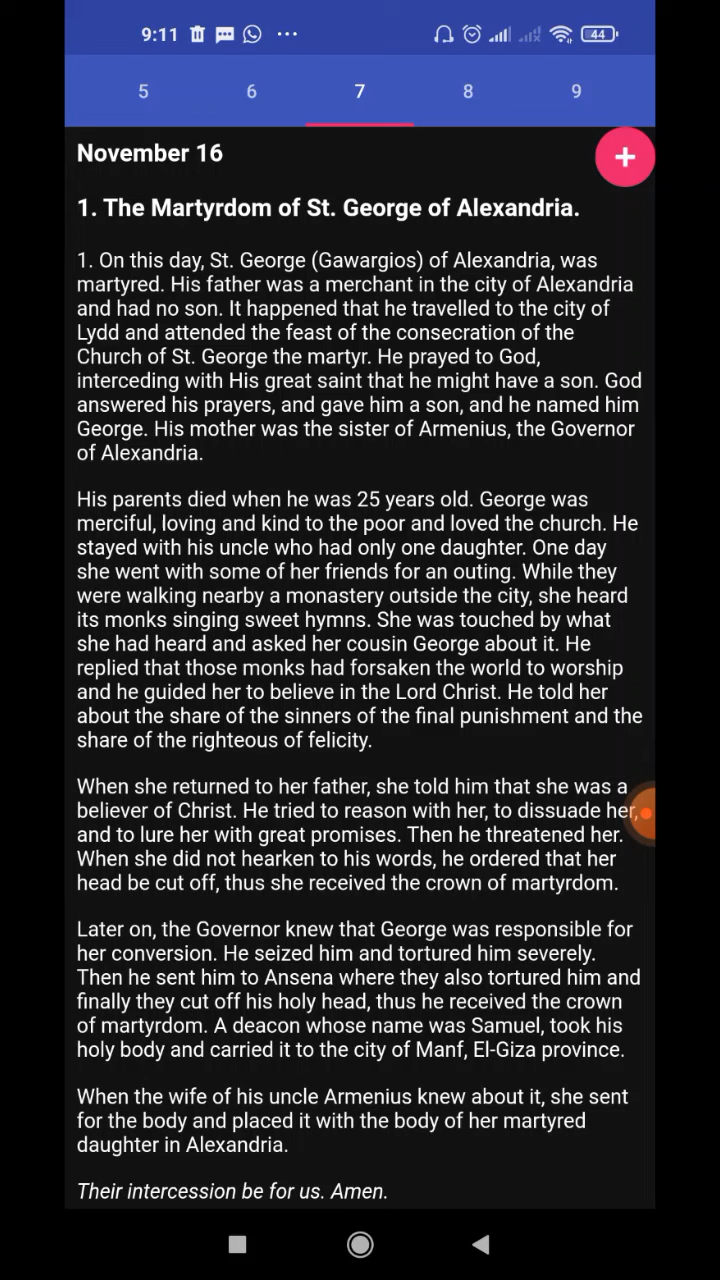 9:11 44
5 6 7 8 9
November 16
+
1. The Martyrdom of St. George of Alexandria.
1. On this day, St. George (Gawargios) of Alexandria, was
martyred. His father was a merchant in the city of Alexandria
and had no son. It happened that he travelled to the city of
Lydd and attended the feast of the consecration of the
Church of St. George the martyr. He prayed to God,
interceding with His great saint that he might have a son. God
answered his prayers, and gave him a son, and he named him
George. His mother was the sister of Armenius, the Governor
of Alexandria.
His parents died when he was 25 years old. George was
merciful, loving and kind to the poor and loved the church. He
stayed with his uncle who had only one daughter. One day
she went with some of her friends for an outing. While they
were walking nearby a monastery outside the city, she heard
its monks singing sweet hymns. She was touched by what
she had heard and asked her cousin George about it. He
replied that those monks had forsaken the world to worship
and he guided her to believe in the Lord Christ. He told her
about the share of the sinners of the final punishment and the
share of the righteous of felicity.
When she returned to her father, she told him that she was a
believer of Christ. He tried to reason with her, to dissuade her,
and to lure her with great promises. Then he threatened her.
When she did not hearken to his words, he ordered that her
head be cut off, thus she received the crown of martyrdom.
Later on, the Governor knew that George was responsible for
her conversion. He seized him and tortured him severely.
Then he sent him to Ansena where they also tortured him and
finally they cut off his holy head, thus he received the crown
of martyrdom. A deacon whose name was Samuel, took his
holy body and carried it to the city of Manf, El-Giza province.
When the wife of his uncle Armenius knew about it, she sent
for the body and placed it with the body of her martyred
daughter in Alexandria.
Their intercession be for us. Amen.